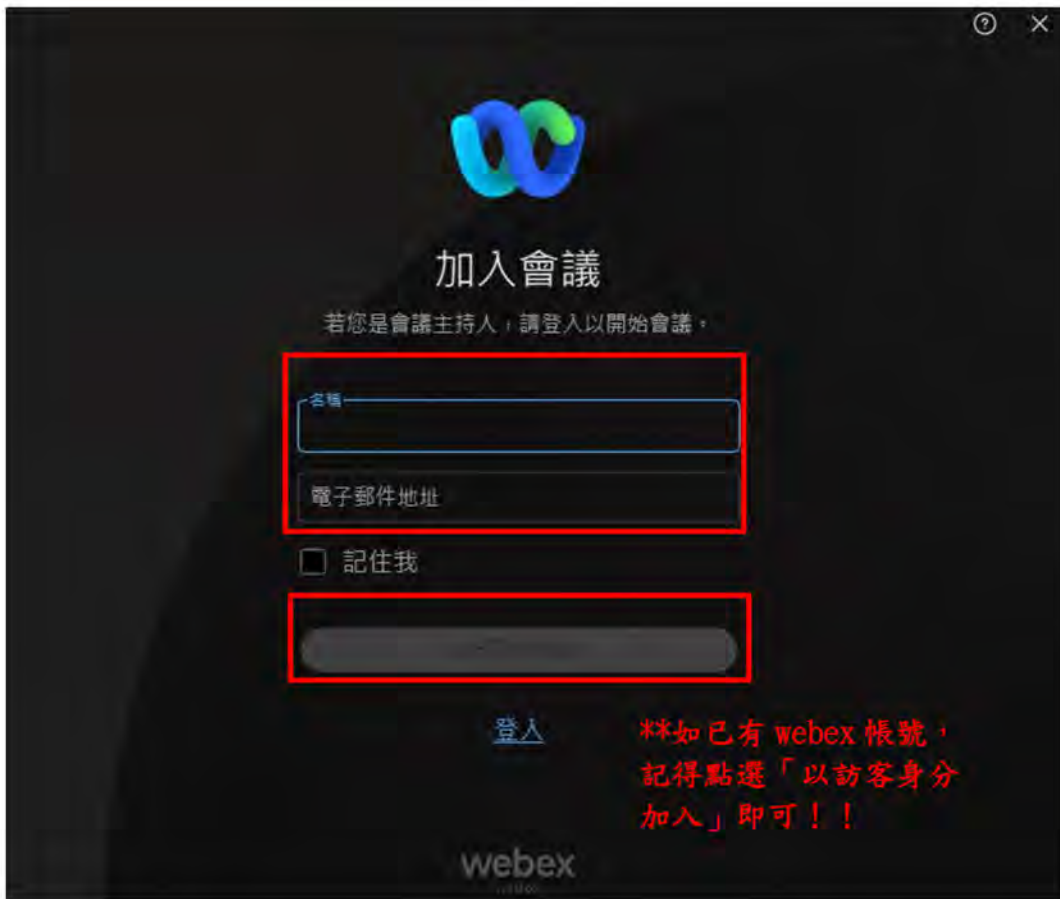 加入會議
若您是會議主持人，請登入以開始會議。
名稱
電子郵件地址
記住我
登入
**如已有 webex 帳號，
記得點選「以訪客身分
加入」即可！！
webex